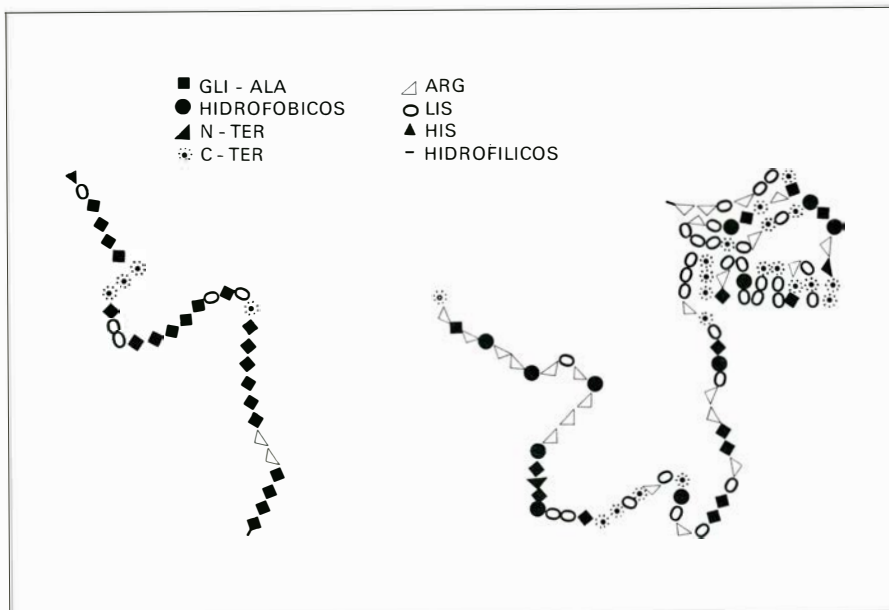 GLI - ALA
HIDROFOBICOS
N - TER
C - TER
ARG
LIS
HIS
HIDROFILICOS